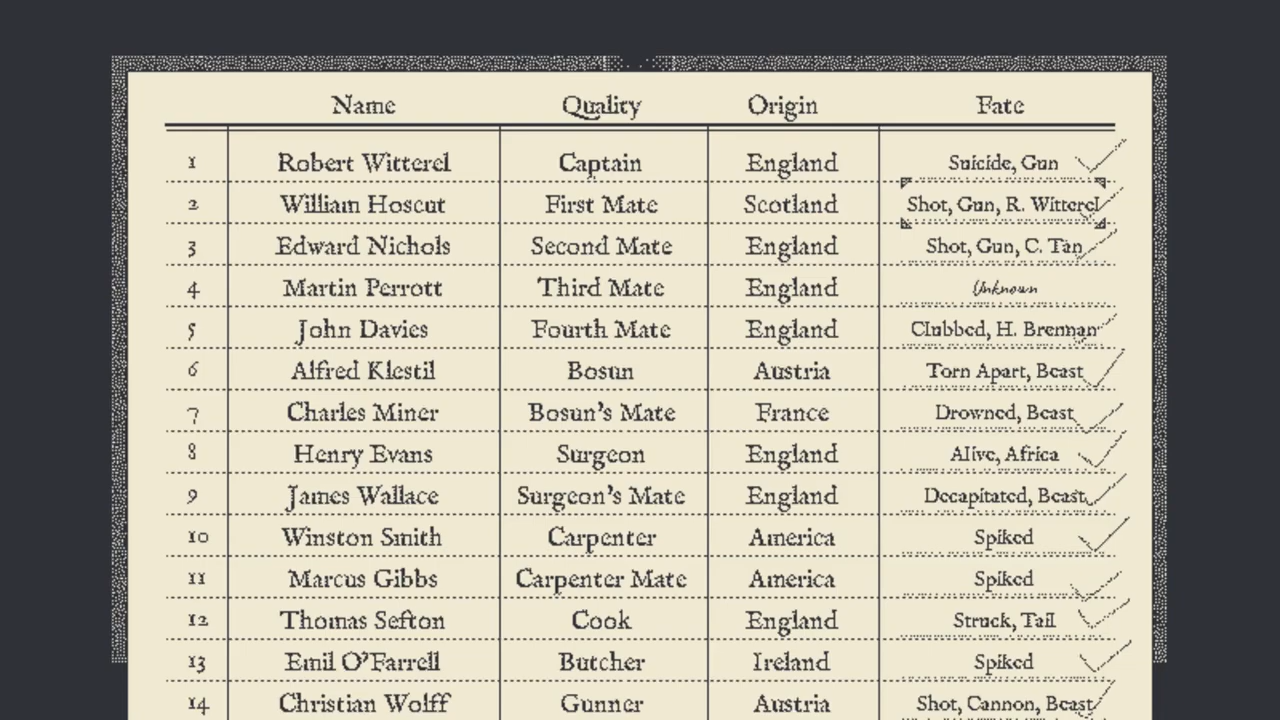 Name Quality Origin Fate
1 Robert Witterel Captain England Suicide, Gun
2 William Hoscut First Mate Scotland Shot, Gun, R. Witterel
3 Edward Nichols Second Mate England Shot, Gun, C. Tan
4 Martin Perrott Third Mate England Unknown
5 John Davies Fourth Mate England Clubbed, H. Brennan
6 Alfred Klestil Bosun Austria Torn Apart, Beast
7 Charles Miner Bosun's Mate France Drowned, Beast
8 Henry Evans Surgeon England Alive, Africa
9 James Wallace Surgeon's Mate England Decapitated, Beast
10 Winston Smith Carpenter America Spiked
11 Marcus Gibbs Carpenter Mate America Spiked
12 Thomas Sefton Cook England Struck, Tail
13 Emil O'Farrell Butcher Ireland Spiked
14 Christian Wolff Gunner Austria Shot, Cannon, Beast